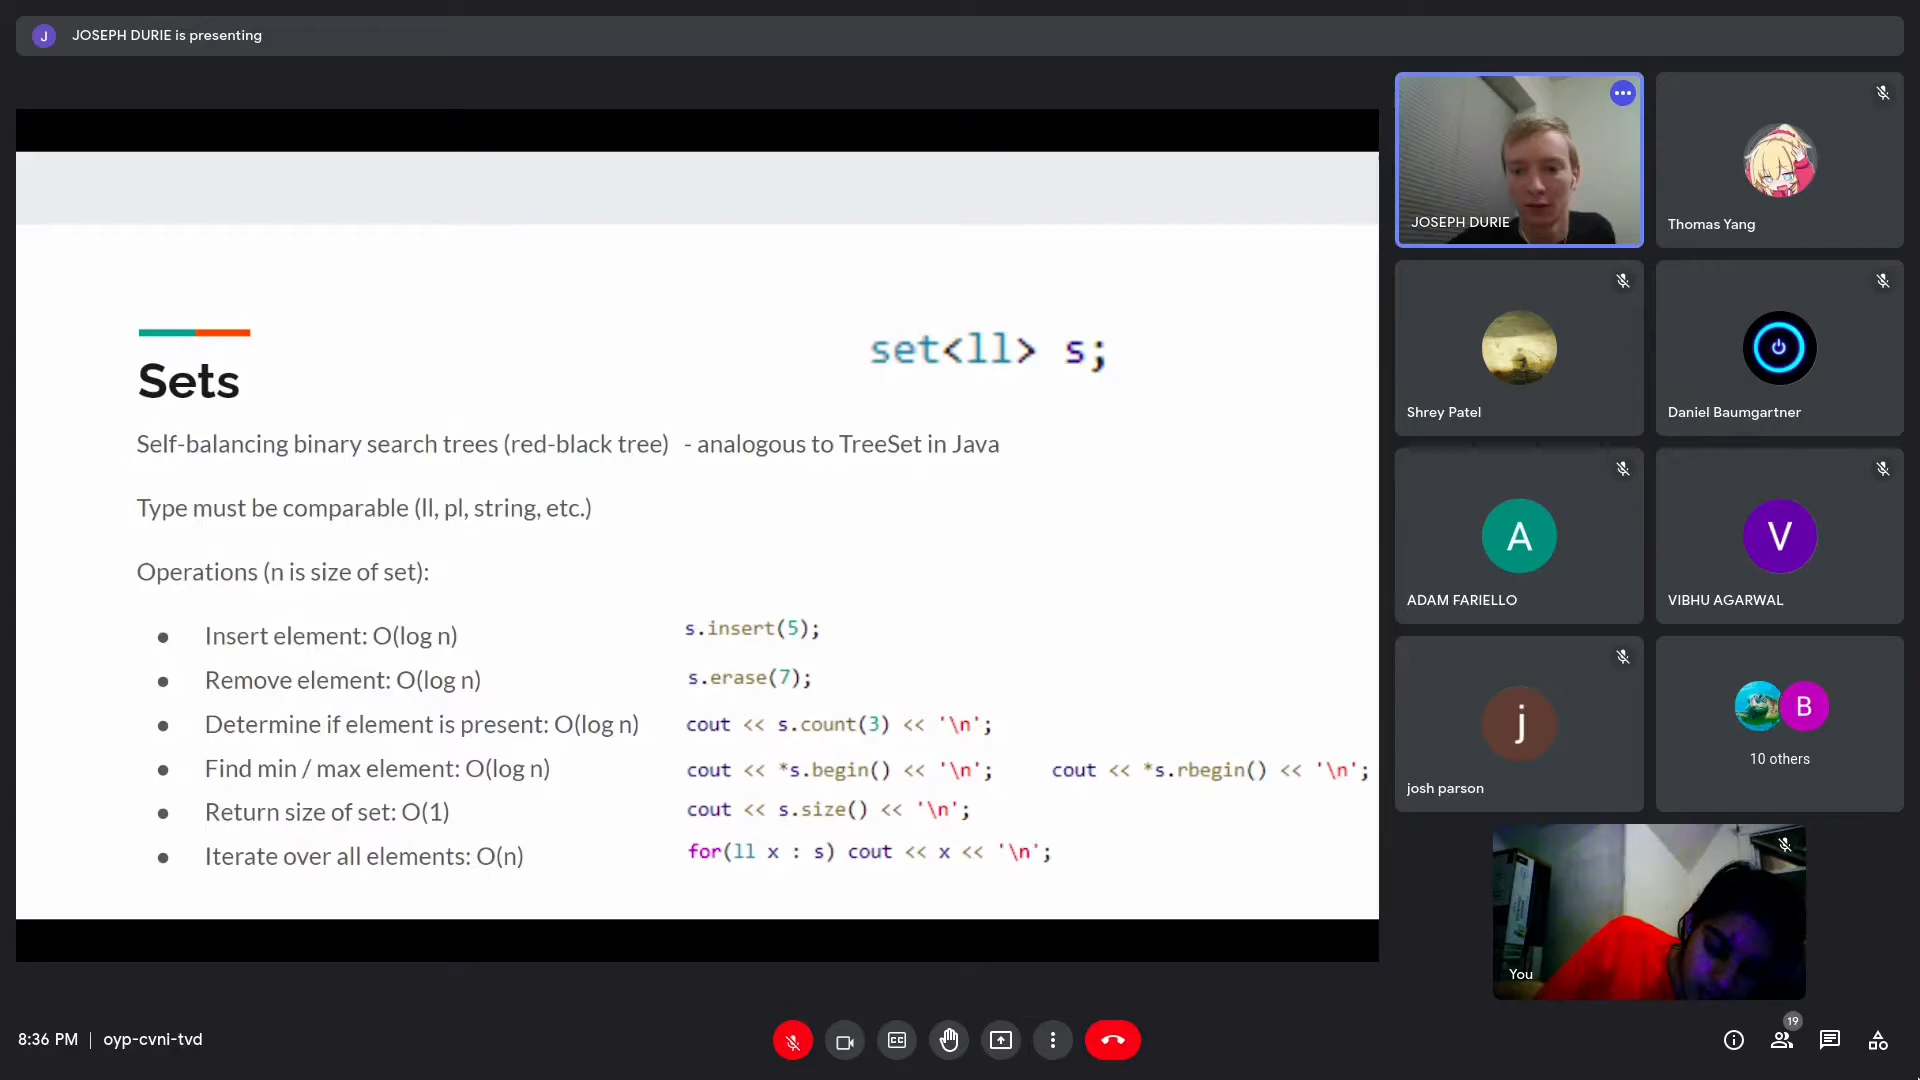 J JOSEPH DURIE is presenting
set<ll> s;
Sets
Self-balancing binary search trees (red-black tree) - analogous to TreeSet in Java
Type must be comparable (ll, pl, string, etc.)
Operations (n is size of set):
● Insert element: O(log n) s.insert(5);
● Remove element: O(log n) s.erase(7);
● Determine if element is present: O(log n) cout << s.count(3) << '\n';
● Find min / max element: O(log n) cout << *s.begin() << '\n'; cout << *s.rbegin() << '\n';
● Return size of set: O(1) cout << s.size() << '\n';
● Iterate over all elements: O(n) for(ll x : s) cout << x << '\n';
JOSEPH DURIE
Thomas Yang
Shrey Patel
Daniel Baumgartner
A
ADAM FARIELLO
V
VIBHU AGARWAL
j
josh parson
B
10 others
You
8:36 PM | oyp-cvni-tvd
19